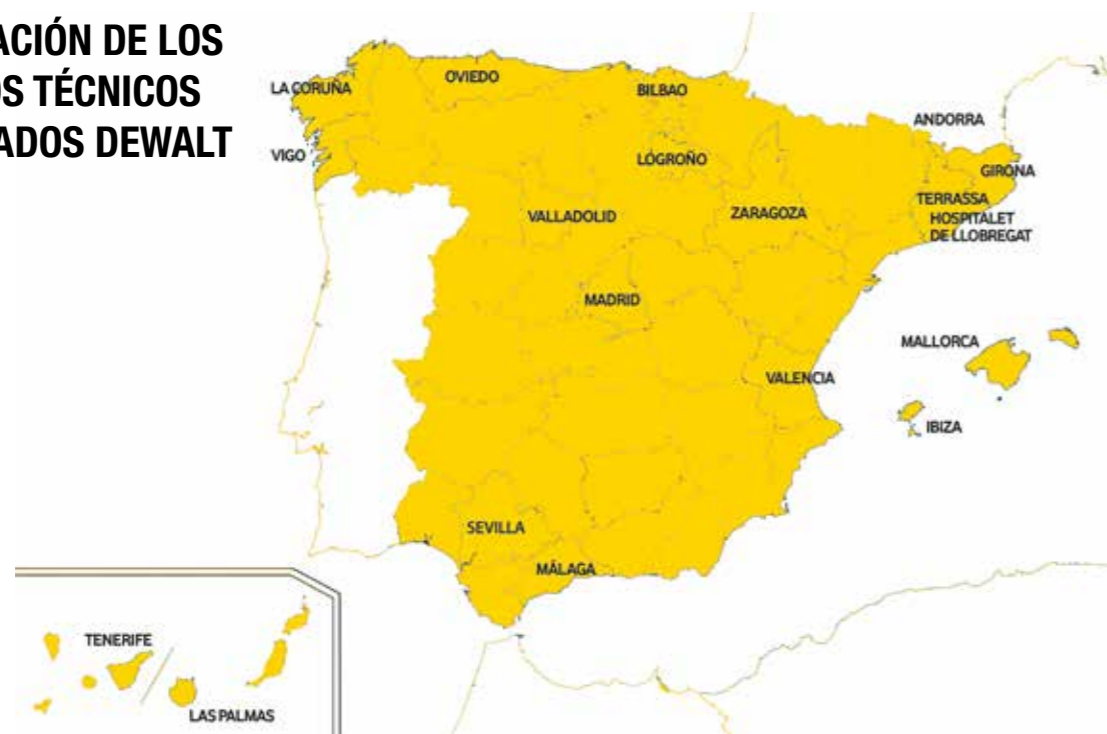 ACIÓN DE LOS
OS TÉCNICOS
ADOS DEWALT
LA CORUÑA
OVIEDO
BILBAO
ANDORRA
VIGO
LOGROÑO
GIRONA
TERRASSA
VALLADOLID
ZARAGOZA
HOSPITALET
DE LLOBREGAT
MADRID
MALLORCA
VALENCIA
IBIZA
SEVILLA
MÁLAGA
TENERIFE
LAS PALMAS